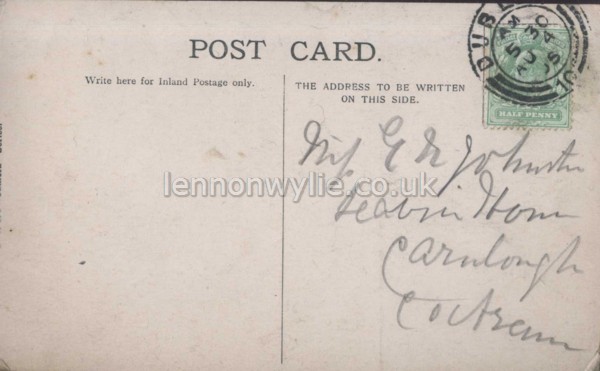 POST CARD.
Write here for Inland Postage only.
THE ADDRESS TO BE WRITTEN
ON THIS SIDE.
HALF PENNY
Miss G M Johnston
Home
Carnlough
Co Antrim
lennonwylie.co.uk